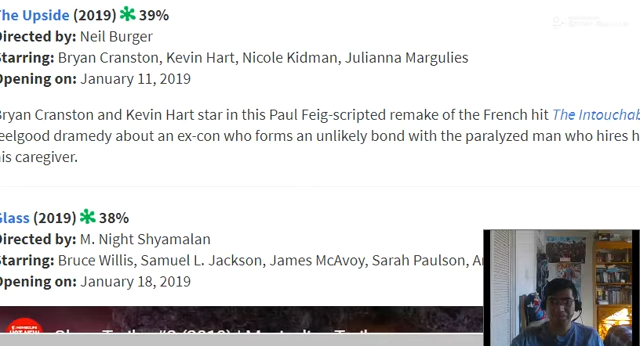 The Upside (2019) 39%
Directed by: Neil Burger
Starring: Bryan Cranston, Kevin Hart, Nicole Kidman, Julianna Margulies
Opening on: January 11, 2019
Bryan Cranston and Kevin Hart star in this Paul Feig-scripted remake of the French hit The Intouchab
feelgood dramedy about an ex-con who forms an unlikely bond with the paralyzed man who hires h
his caregiver.
Glass (2019) 38%
Directed by: M. Night Shyamalan
Starring: Bruce Willis, Samuel L. Jackson, James McAvoy, Sarah Paulson, An
Opening on: January 18, 2019